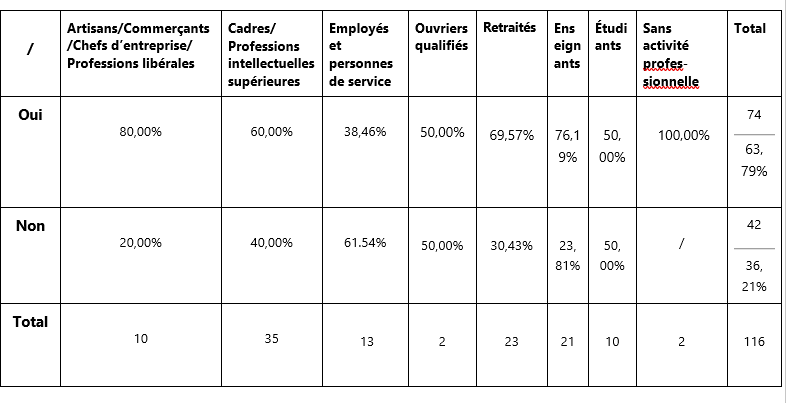 /
Artisans/Commerçants
/Chefs d’entreprise/
Professions libérales
Cadres/
Professions
intellectuelles
supérieures
Employés
et
personnes
de service
Ouvriers
qualifiés
Retraités
Ens
eign
ants
Étudi
ants
Sans
activité
profes-
sionnelle
Total
Oui
80,00%
60,00%
38,46%
50,00%
69,57%
76,1
9%
50,
00%
100,00%
74
63,
79%
Non
20,00%
40,00%
61.54%
50,00%
30,43%
23,
81%
50,
00%
/
42
36,
21%
Total
10
35
13
2
23
21
10
2
116